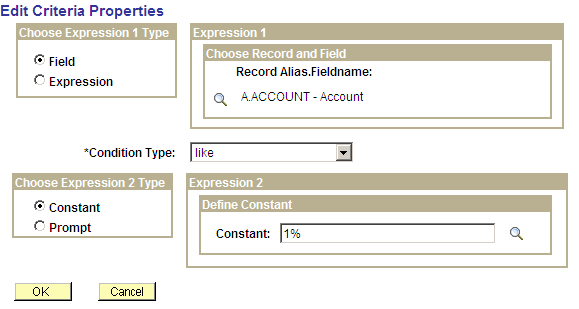 Edit Criteria Properties
Choose Expression 1 Type
Field
Expression
Expression 1
Choose Record and Field
Record Alias.Fieldname:
A.ACCOUNT - Account
*Condition Type: like
Choose Expression 2 Type
Constant
Prompt
Expression 2
Define Constant
Constant: 1%
OK Cancel